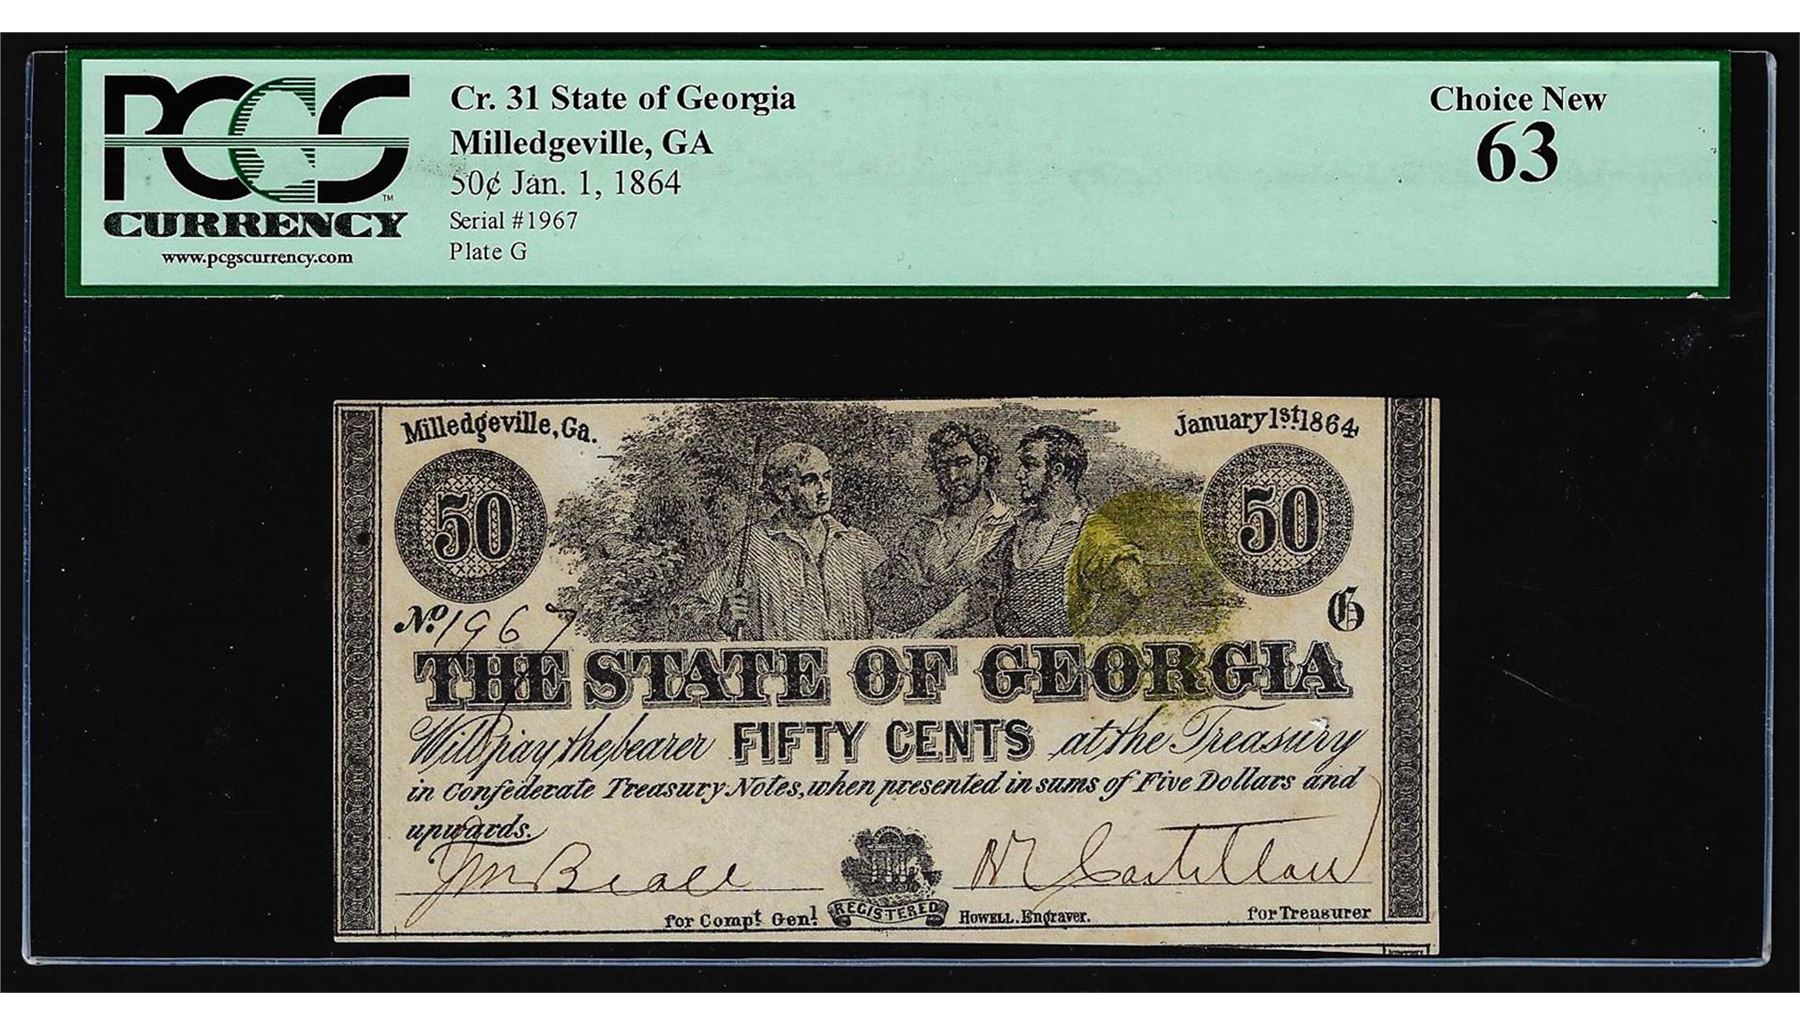 PCGS
CURRENCY
www.pcgscurrency.com
TM
Cr. 31 State of Georgia
Milledgeville, GA
50¢ Jan. 1, 1864
Serial #1967
Plate G
Choice New
63
Milledgeville, Ga.
January 1st. 1864
50
50
No. 1967
G
THE STATE OF GEORGIA
Will pay the bearer FIFTY CENTS at the Treasury
in Confederate Treasury Notes, when presented in sums of Five Dollars and
upwards.
for Compt. Genl.
REGISTERED
HOWELL. Engraver.
for Treasurer